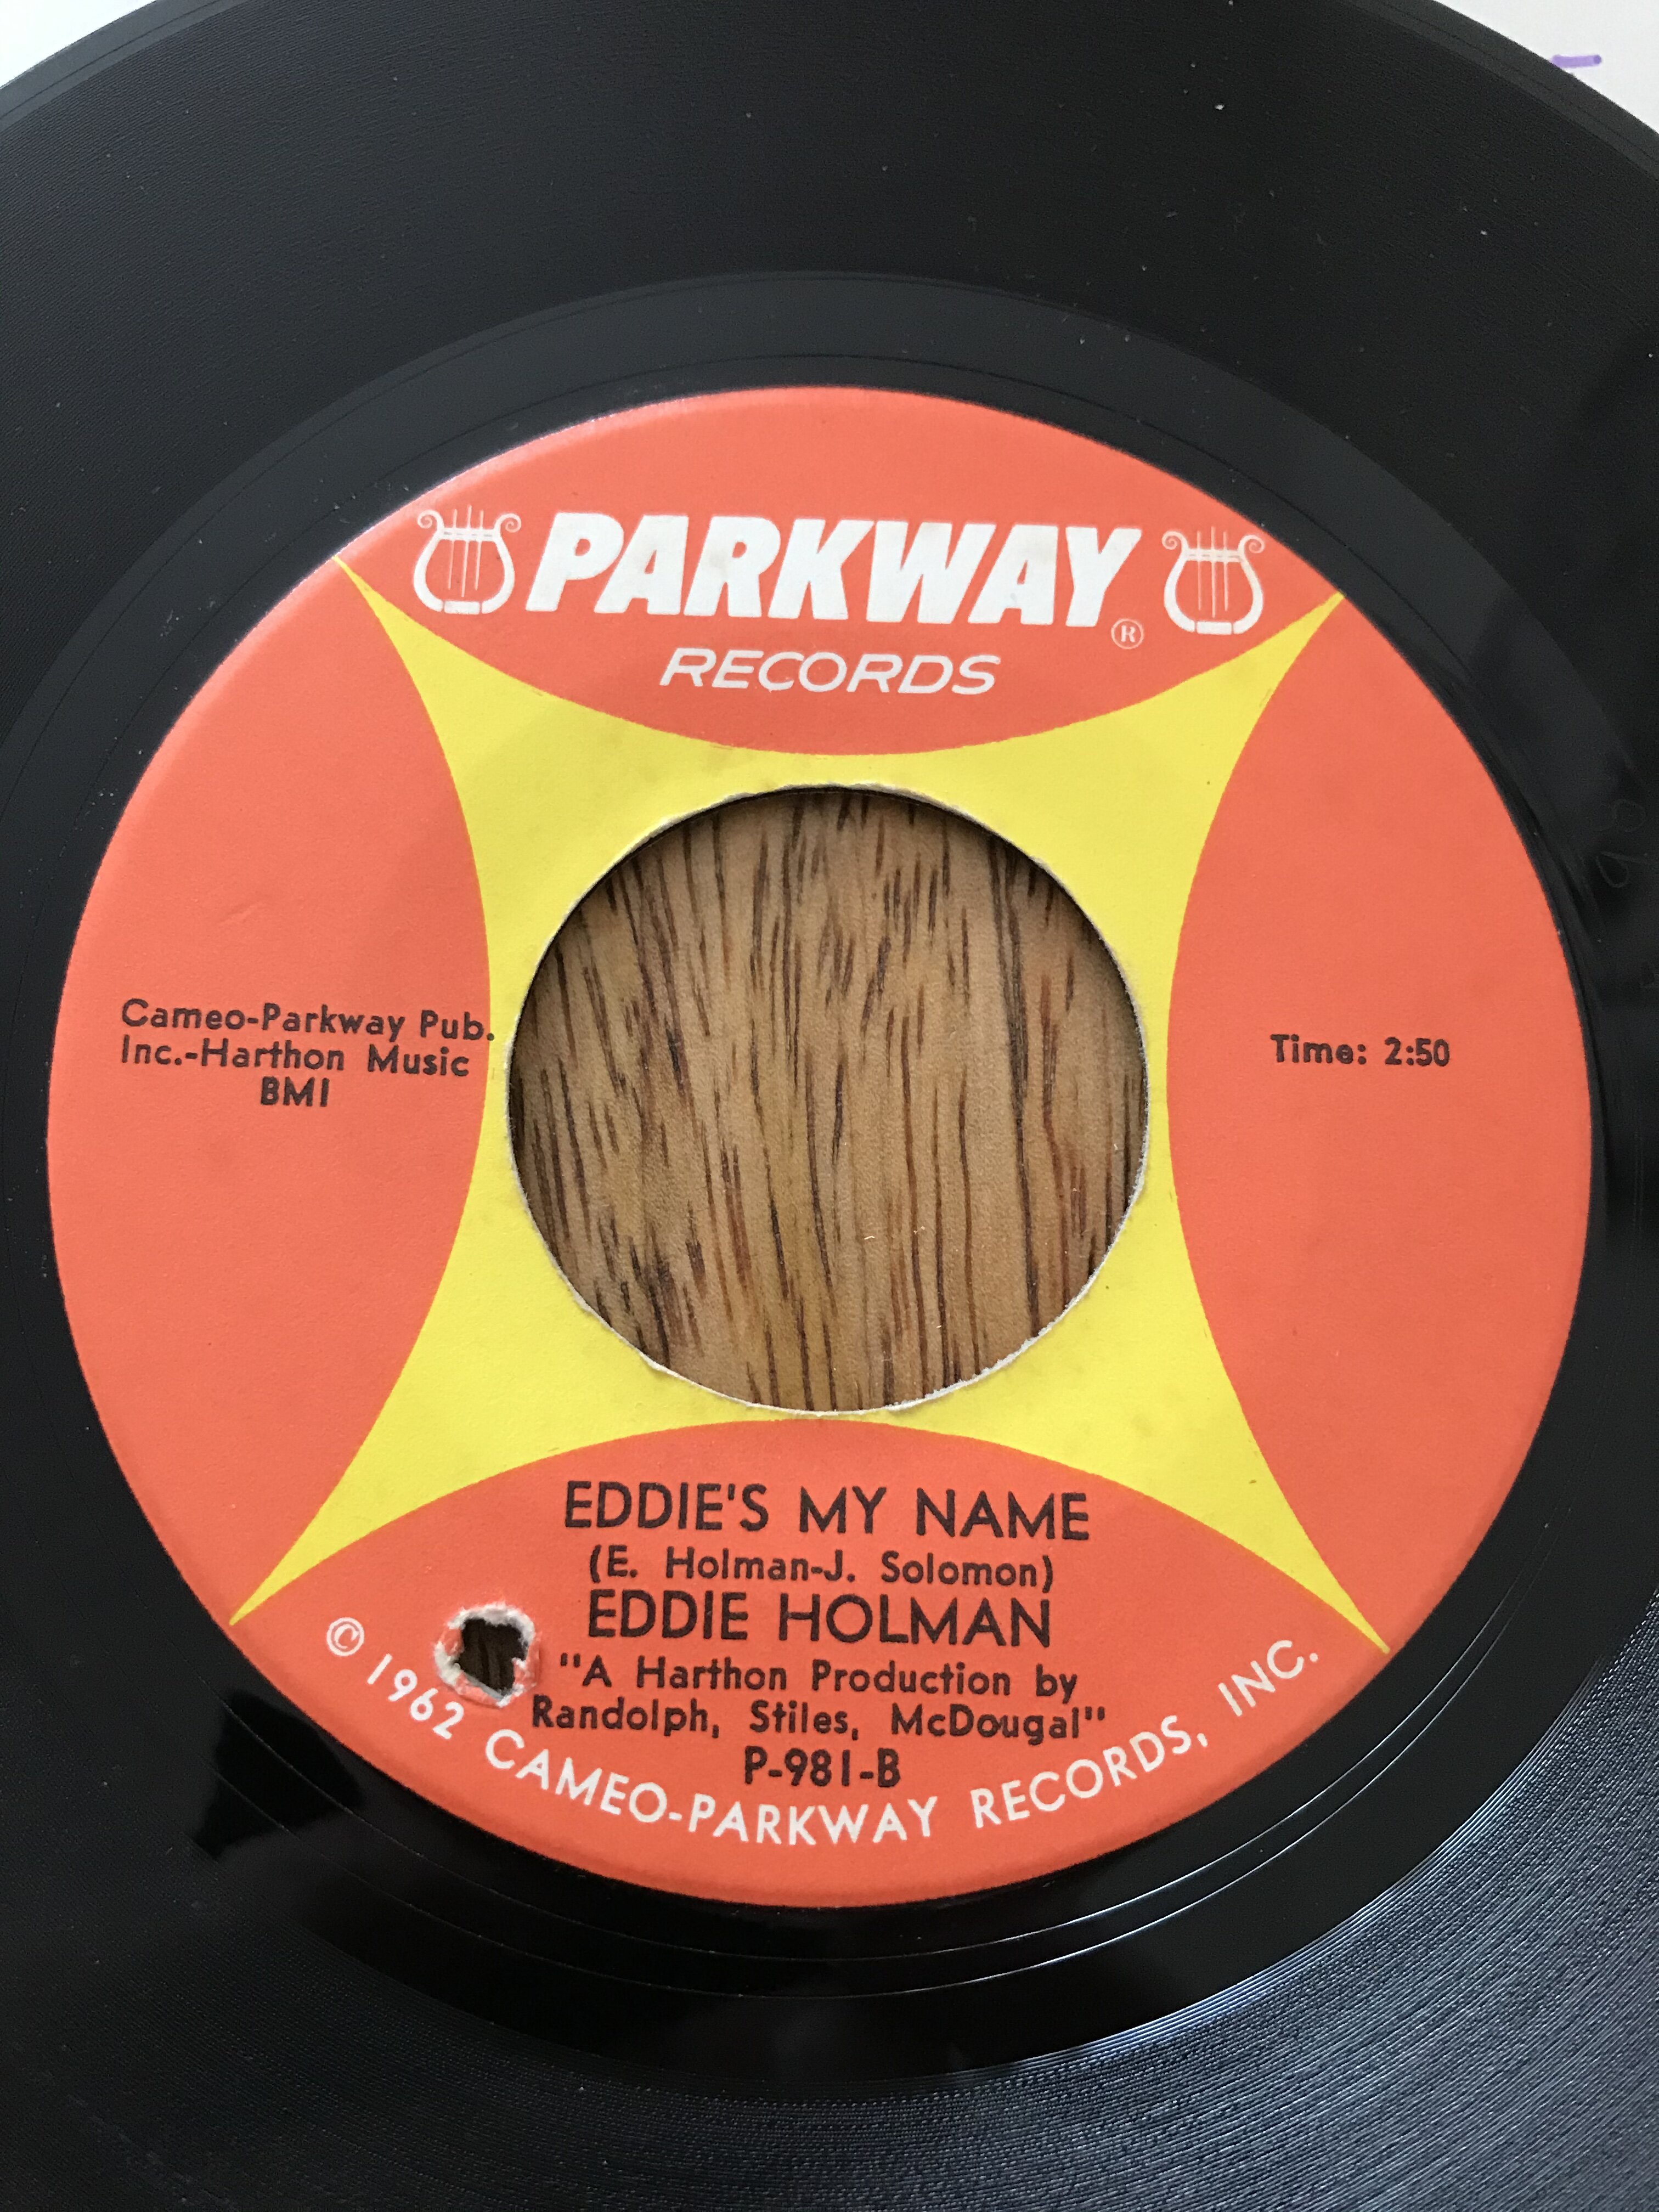 PARKWAY ®
RECORDS
Cameo-Parkway Pub.
Inc.-Harthon Music
BMI
Time: 2:50
EDDIE'S MY NAME
(E. Holman-J. Solomon)
EDDIE HOLMAN
"A Harthon Production by
Randolph, Stiles, McDougal"
P-981-B
© 1962 CAMEO-PARKWAY RECORDS, INC.